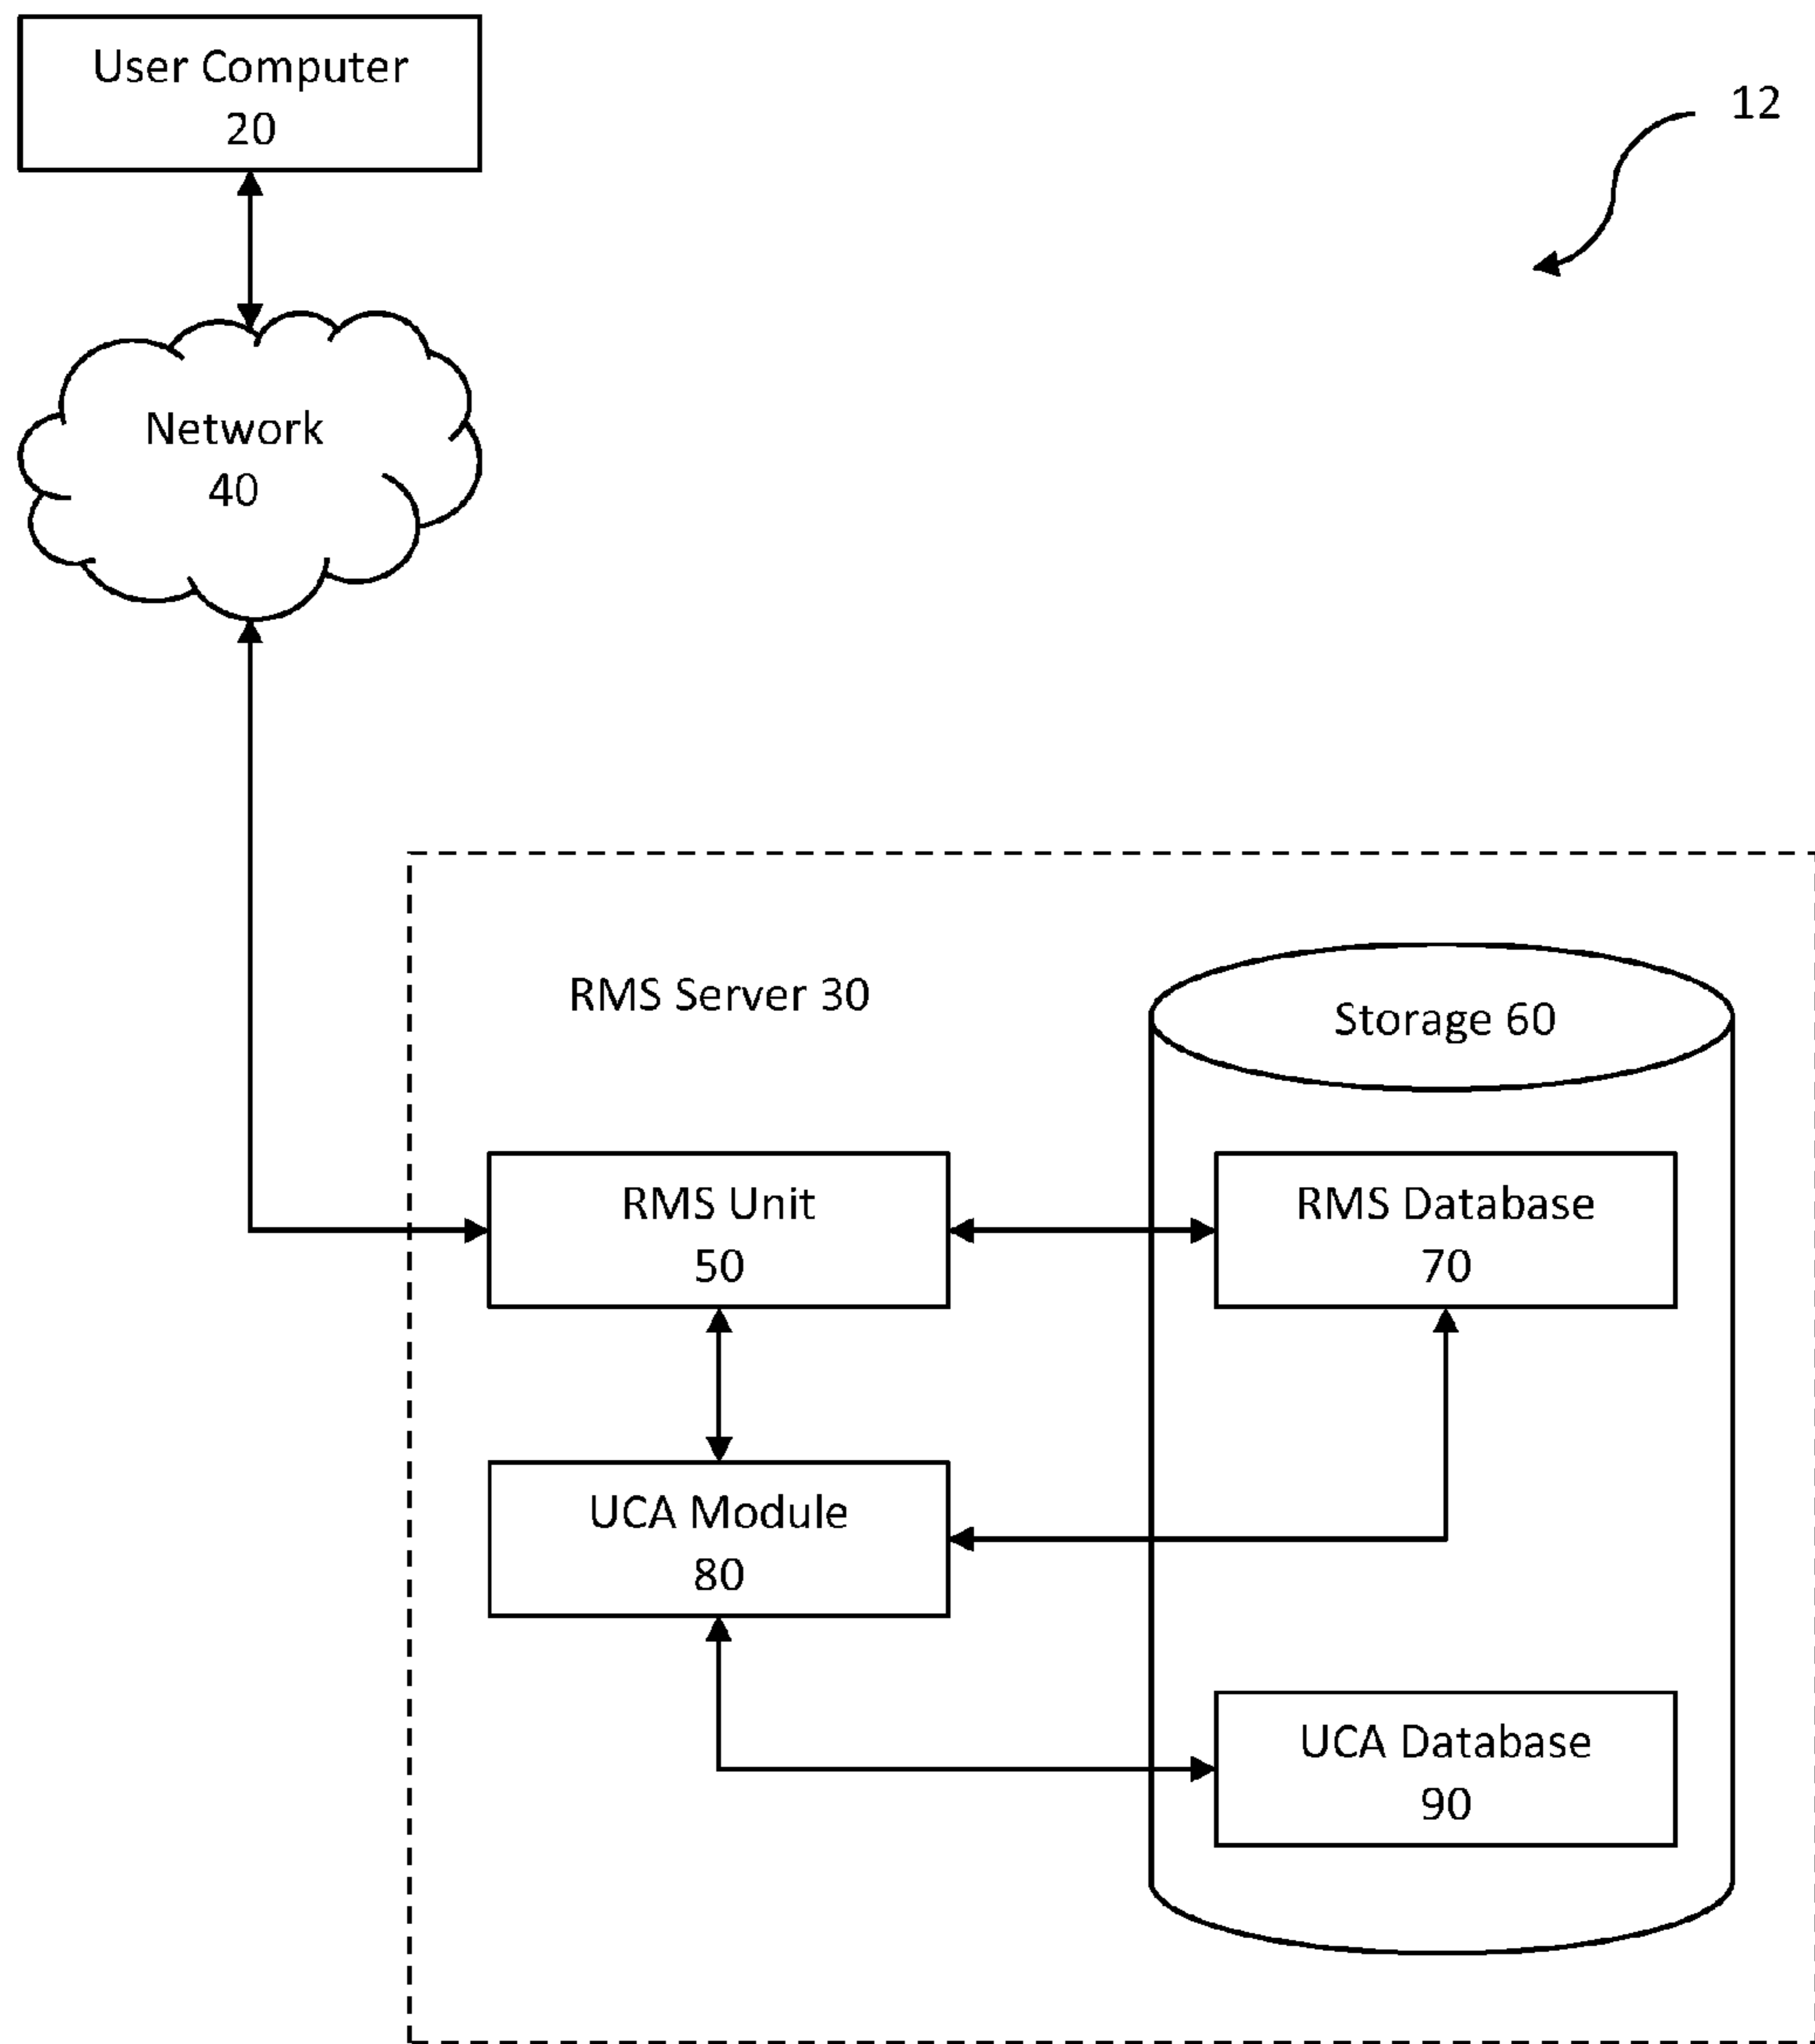 User Computer
20
12
Network
40
RMS Server 30
Storage 60
RMS Unit
50
RMS Database
70
UCA Module
80
UCA Database
90